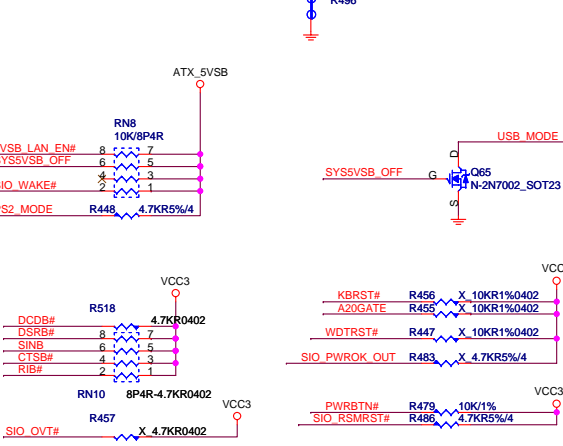 R498
ATX_5VSB
RN8
10K/8P4R
VSB_LAN_EN# 8 7
SYS5VSB_OFF 6 5
4 3
SIO_WAKE# 2 1
PS2_MODE R448 4.7KR5%/4
USB_MODE
D
SYS5VSB_OFF G Q65
N-2N7002_SOT23
S
VCC3
R518
DCDB# 4.7KR0402
DSRB# 8 7
SINB 6 5
CTSB# 4 3
RIB# 2 1
RN10 8P4R-4.7KR0402
R457 VCC3
SIO_OVT# X_4.7KR0402
VCC
KBRST# R456 X_10KR1%0402
A20GATE R455 X_10KR1%0402
WDTRST# R447 X_10KR1%0402
SIO_PWROK_OUT R483 X_4.7KR5%/4
VCC3
PWRBTN# R479 10K/1%
SIO_RSMRST# R486 4.7KR5%/4